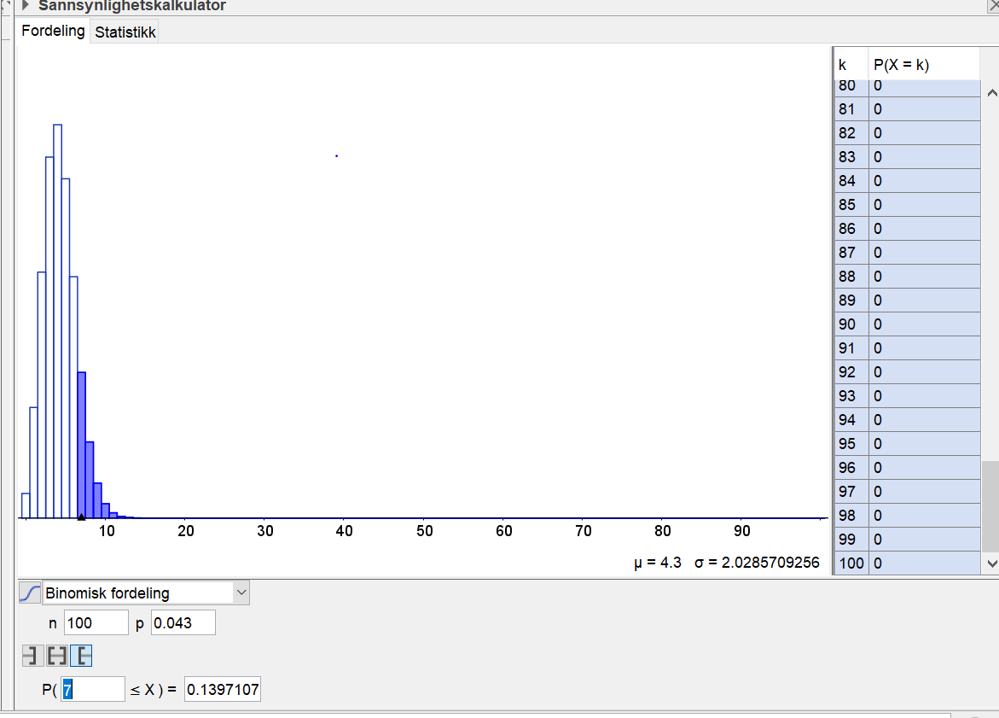 Sannsynlighetskalkulator
Fordeling Statistikk
k P(X = k)
80 0
81 0
82 0
83 0
84 0
85 0
86 0
87 0
88 0
89 0
90 0
91 0
92 0
93 0
94 0
95 0
96 0
97 0
98 0
99 0
100 0
10 20 30 40 50 60 70 80 90
μ = 4.3 σ = 2.0285709256
Binomisk fordeling
n 100 p 0.043
P( 7 ≤ X ) = 0.1397107